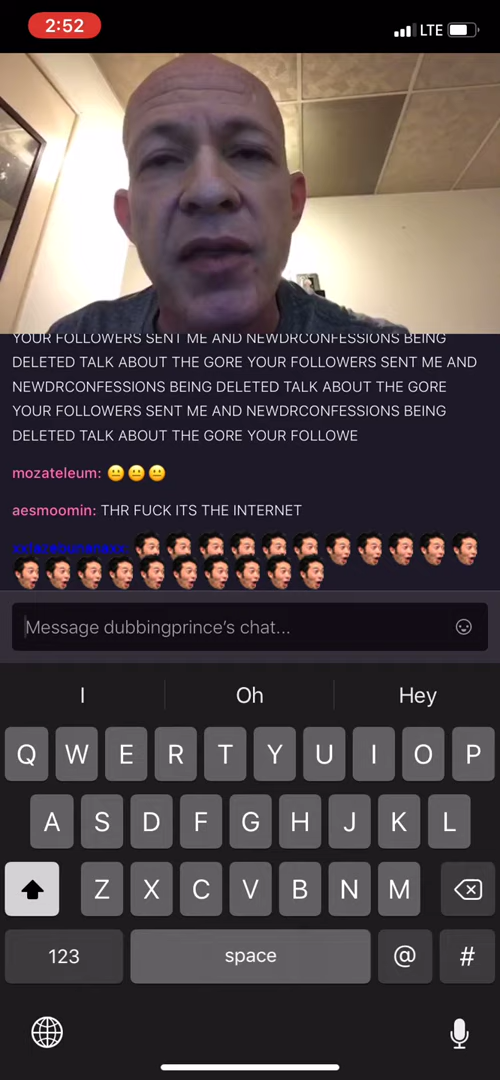 2:52
LTE
YOUR FOLLOWERS SENT ME AND NEWDRCONFESSIONS BEING
DELETED TALK ABOUT THE GORE YOUR FOLLOWERS SENT ME AND
NEWDRCONFESSIONS BEING DELETED TALK ABOUT THE GORE
YOUR FOLLOWERS SENT ME AND NEWDRCONFESSIONS BEING
DELETED TALK ABOUT THE GORE YOUR FOLLOWE
mozateleum: 😐😐😐
aesmoomin: THR FUCK ITS THE INTERNET
Message dubbingprince's chat...
I Oh Hey
Q W E R T Y U I O P
A S D F G H J K L
Z X C V B N M
123 space @ #